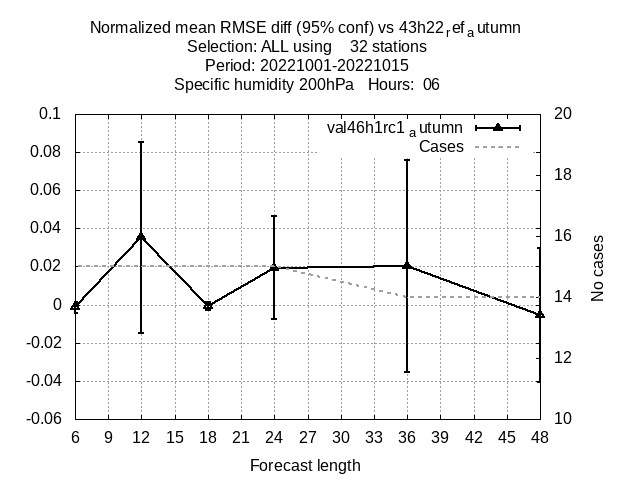 Normalized mean RMSE diff (95% conf) vs 43h22ref a utumn
Selection: ALL using 32 stations
Period: 20221001-20221015
Specific humidity 200hPa Hours: 06
val46h1rc1 a utumn
Cases
0.1
0.08
0.06
0.04
0.02
0
-0.02
-0.04
-0.06
20
18
16
14
12
10
No cases
6 9 12 15 18 21 24 27 30 33 36 39 42 45 48
Forecast length